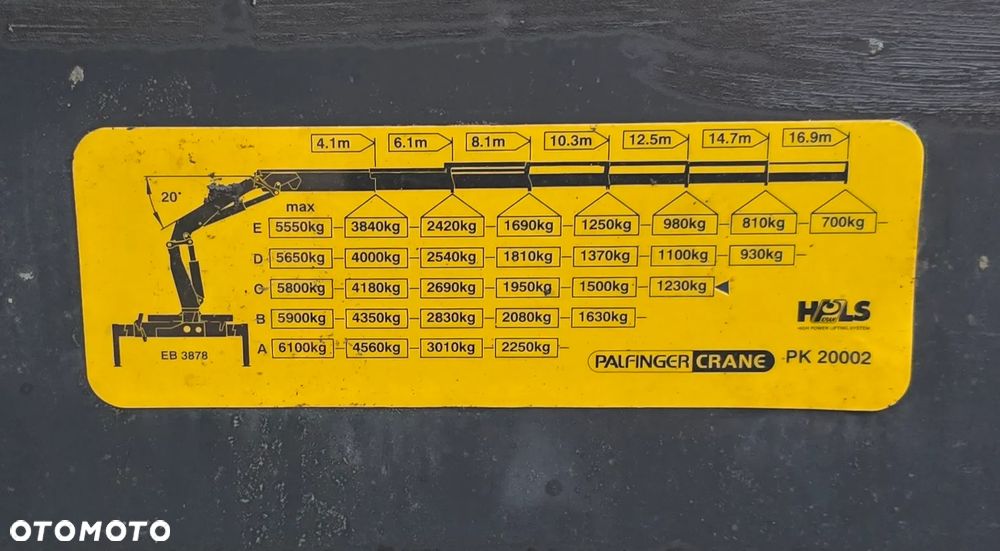 4.1m 6.1m 8.1m 10.3m 12.5m 14.7m 16.9m
20°
max
E 5550kg 3840kg 2420kg 1690kg 1250kg 980kg 810kg 700kg
D 5650kg 4000kg 2540kg 1810kg 1370kg 1100kg 930kg
C 5800kg 4180kg 2690kg 1950kg 1500kg 1230kg
B 5900kg 4350kg 2830kg 2080kg 1630kg
HPLS
HIGH POWER LIFTING SYSTEM
A 6100kg 4560kg 3010kg 2250kg
EB 3878
PALFINGER CRANE PK 20002
OTOMOTO